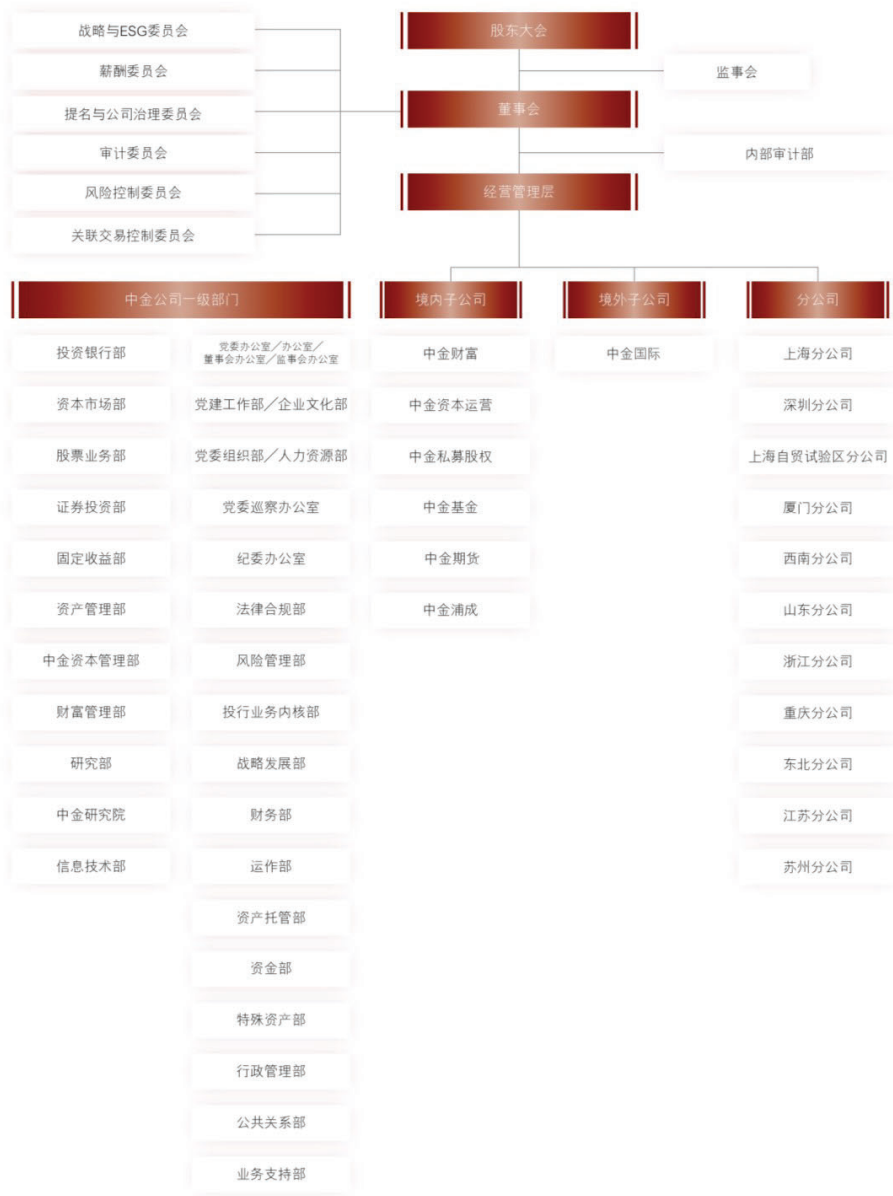 战略与ESG委员会
薪酬委员会
提名与公司治理委员会
审计委员会
风险控制委员会
关联交易控制委员会
股东大会
监事会
董事会
内部审计部
经营管理层
中金公司一级部门
投资银行部
资本市场部
股票业务部
证券投资部
固定收益部
资产管理部
中金资本管理部
财富管理部
研究部
中金研究院
信息技术部
党委办公室／办公室／
董事会办公室／监事会办公室
党建工作部／企业文化部
党委组织部／人力资源部
党委巡察办公室
纪委办公室
法律合规部
风险管理部
投行业务内核部
战略发展部
财务部
运作部
资产托管部
资金部
特殊资产部
行政管理部
公共关系部
业务支持部
境内子公司
中金财富
中金资本运营
中金私募股权
中金基金
中金期货
中金浦成
境外子公司
中金国际
分公司
上海分公司
深圳分公司
上海自贸试验区分公司
厦门分公司
西南分公司
山东分公司
浙江分公司
重庆分公司
东北分公司
江苏分公司
苏州分公司